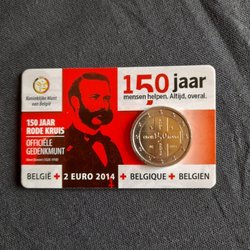 Koninklijke Munt
van België
150 jaar
mensen helpen. Altijd, overal.
150 JAAR
RODE KRUIS
OFFICIËLE
GEDENKMUNT
BELGIË + 2 EURO 2014 + BELGIQUE + BELGIEN